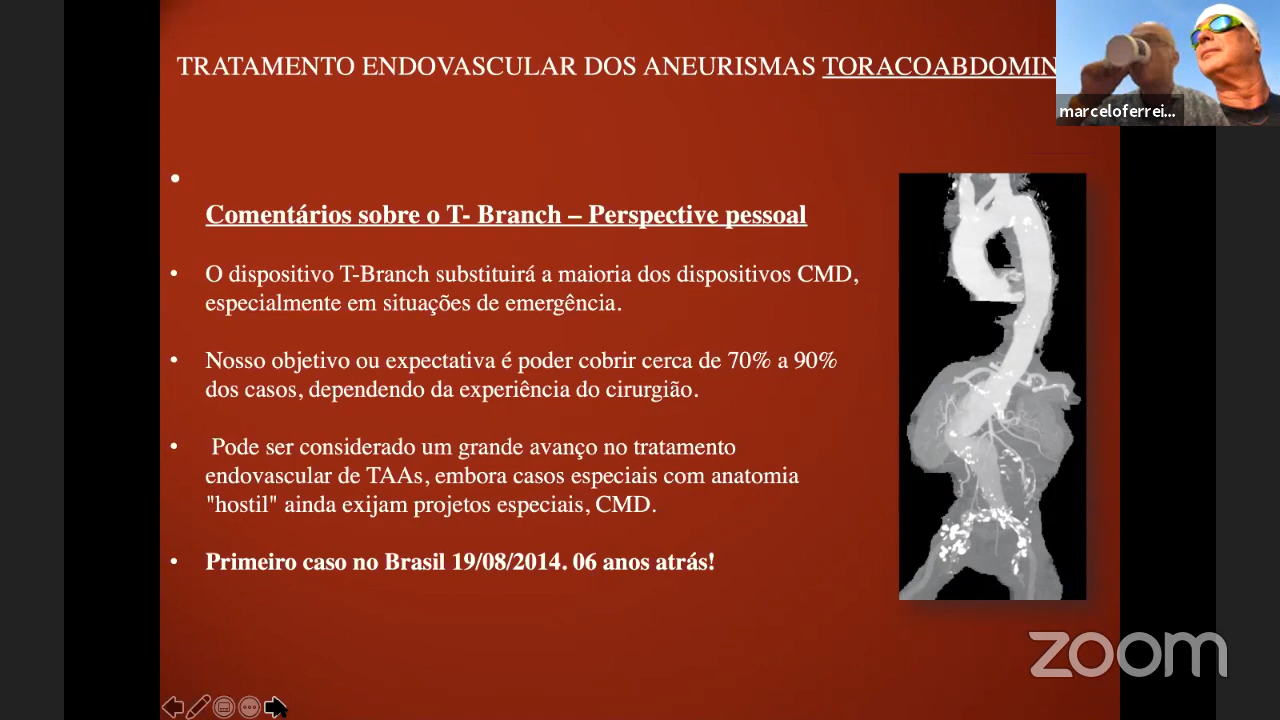 TRATAMENTO ENDOVASCULAR DOS ANEURISMAS TORACOABDOMIN
marceloferrei...
Comentários sobre o T- Branch – Perspective pessoal
• O dispositivo T-Branch substituirá a maioria dos dispositivos CMD,
especialmente em situações de emergência.
• Nosso objetivo ou expectativa é poder cobrir cerca de 70% a 90%
dos casos, dependendo da experiência do cirurgião.
• Pode ser considerado um grande avanço no tratamento
endovascular de TAAs, embora casos especiais com anatomia
"hostil" ainda exijam projetos especiais, CMD.
• Primeiro caso no Brasil 19/08/2014. 06 anos atrás!
zoom